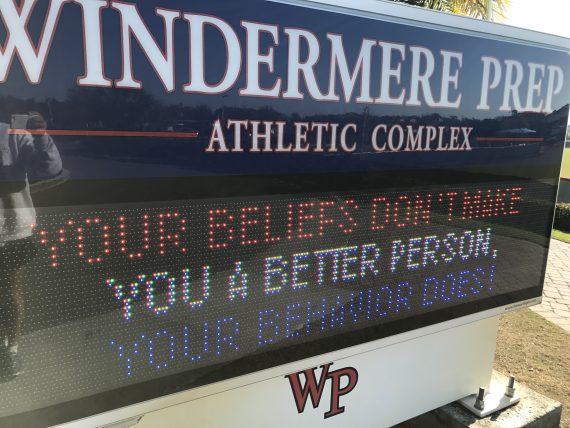 WINDERMERE PREP
ATHLETIC COMPLEX
YOUR BELIEFS DON'T MAKE
YOU A BETTER PERSON,
YOUR BEHAVIOR DOES!
WP